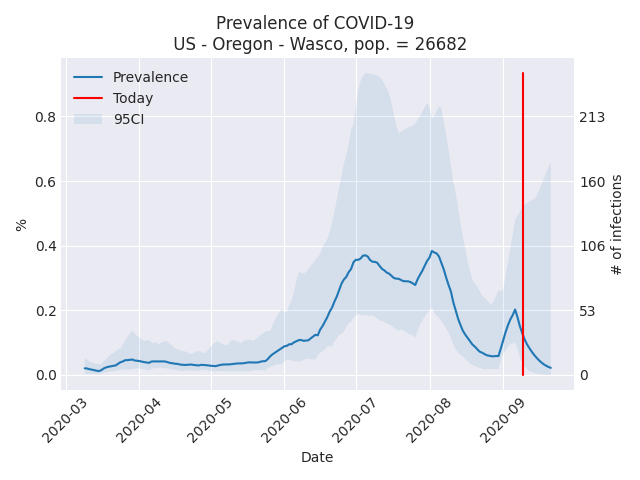 Prevalence of COVID-19
US - Oregon - Wasco, pop. = 26682
Prevalence
Today
95CI
0.8
0.6
0.4
0.2
0.0
%
213
160
106
53
0
# of infections
2020-03
2020-04
2020-05
2020-06
2020-07
2020-08
2020-09
Date